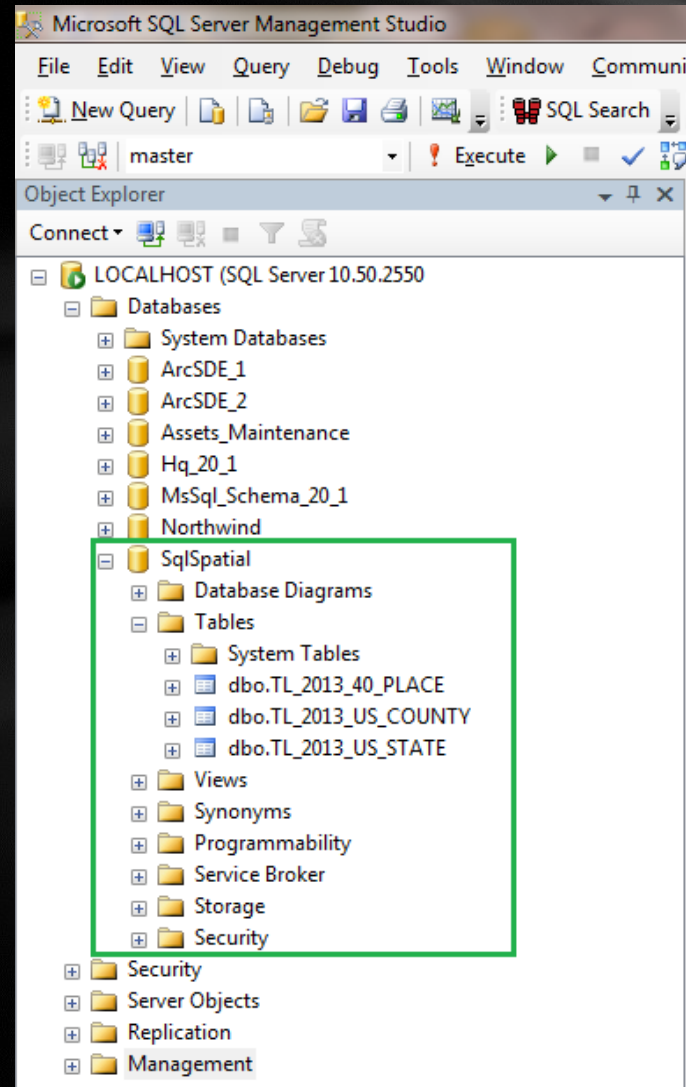 Microsoft SQL Server Management Studio
File Edit View Query Debug Tools Window Communi
New Query SQL Search
master Execute
Object Explorer
Connect
LOCALHOST (SQL Server 10.50.2550
Databases
System Databases
ArcSDE_1
ArcSDE_2
Assets_Maintenance
Hq_20_1
MsSql_Schema_20_1
Northwind
SqlSpatial
Database Diagrams
Tables
System Tables
dbo.TL_2013_40_PLACE
dbo.TL_2013_US_COUNTY
dbo.TL_2013_US_STATE
Views
Synonyms
Programmability
Service Broker
Storage
Security
Security
Server Objects
Replication
Management